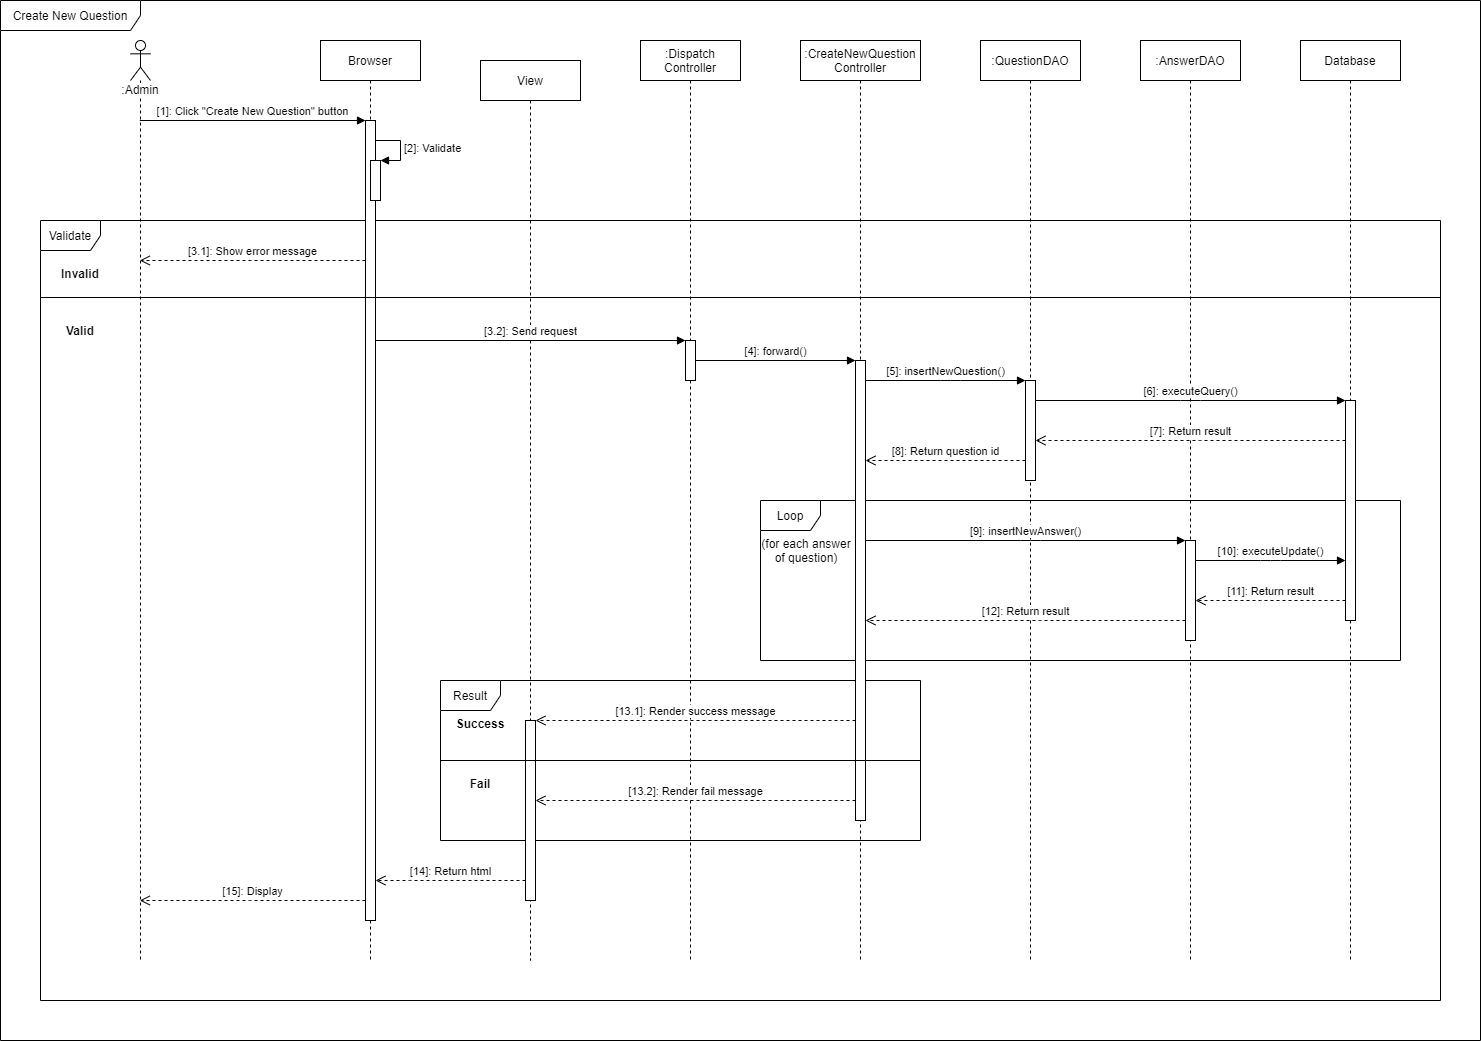 Create New Question
:Admin
Browser
View
:Dispatch
Controller
:CreateNewQuestion
Controller
:QuestionDAO
:AnswerDAO
Database
[1]: Click "Create New Question" button
[2]: Validate
Validate
[3.1]: Show error message
Invalid
Valid
[3.2]: Send request
[4]: forward()
[5]: insertNewQuestion()
[6]: executeQuery()
[7]: Return result
[8]: Return question id
Loop
(for each answer
of question)
[9]: insertNewAnswer()
[10]: executeUpdate()
[11]: Return result
[12]: Return result
Result
Success
[13.1]: Render success message
Fail
[13.2]: Render fail message
[14]: Return html
[15]: Display